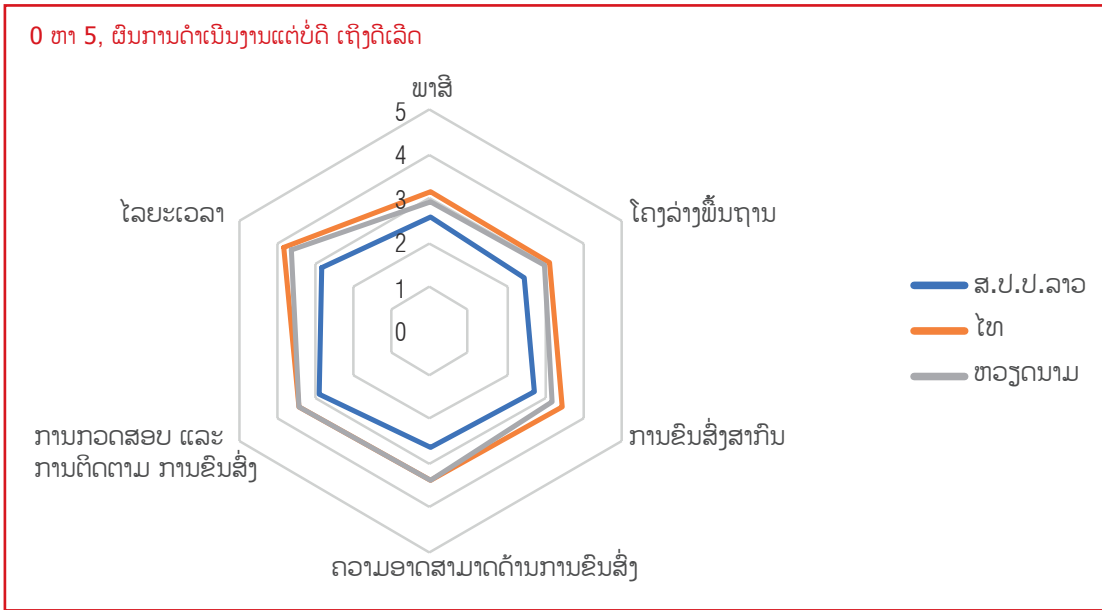 0 ຫາ 5, ຜົນການດໍາເນີນງານແຕ່ບໍ່ດີ ເຖິງດີເລີດ
ພາສີ
5
4
3
2
1
0
ໂຄງລ່າງພື້ນຖານ
ການຂົນສົ່ງສາກົນ
ຄວາມອາດສາມາດດ້ານການຂົນສົ່ງ
ການກວດສອບ ແລະ
ການຕິດຕາມ ການຂົນສົ່ງ
ໄລຍະເວລາ
ສ.ປ.ປ.ລາວ
ໄທ
ຫວຽດນາມ